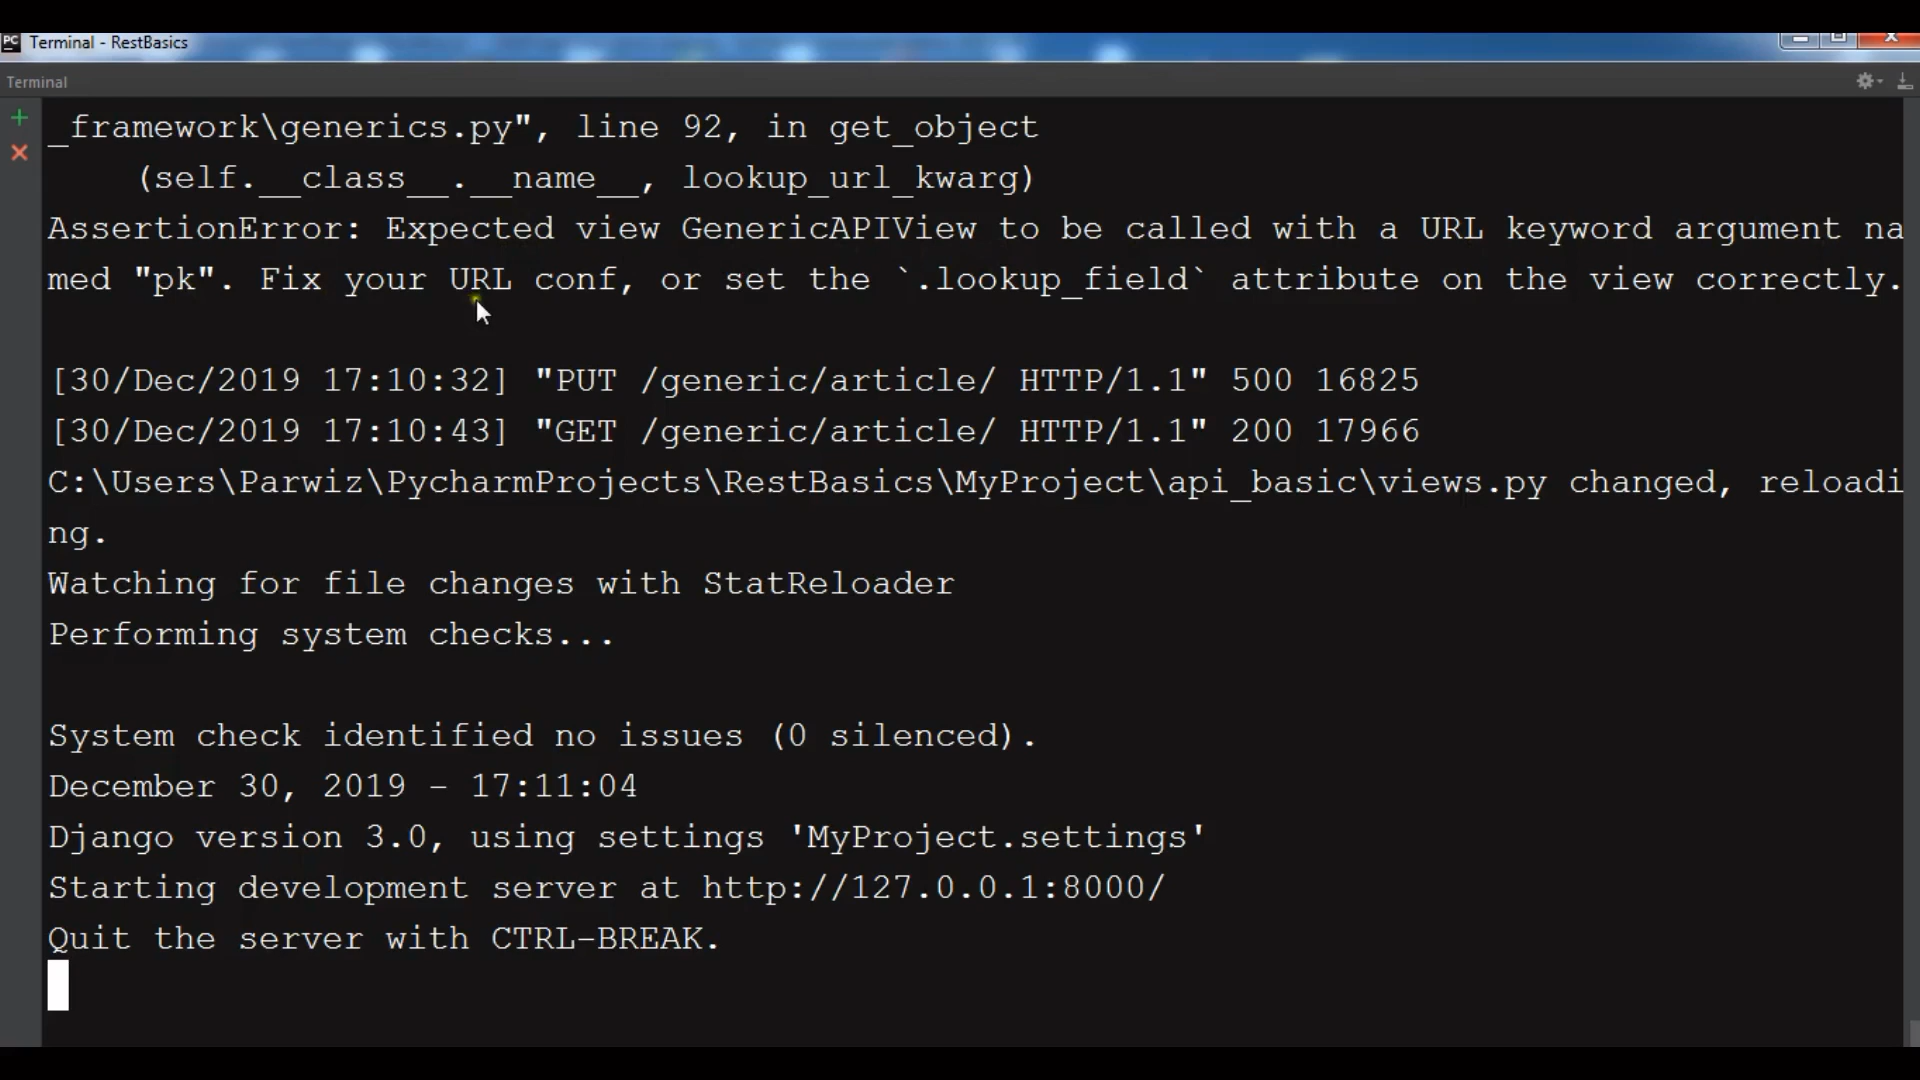 PC Terminal - RestBasics
Terminal
_framework\generics.py", line 92, in get_object
(self.__class__.__name__, lookup_url_kwarg)
AssertionError: Expected view GenericAPIView to be called with a URL keyword argument na
med "pk". Fix your URL conf, or set the `.lookup_field` attribute on the view correctly.
[30/Dec/2019 17:10:32] "PUT /generic/article/ HTTP/1.1" 500 16825
[30/Dec/2019 17:10:43] "GET /generic/article/ HTTP/1.1" 200 17966
C:\Users\Parwiz\PycharmProjects\RestBasics\MyProject\api_basic\views.py changed, reloadi
ng.
Watching for file changes with StatReloader
Performing system checks...
System check identified no issues (0 silenced).
December 30, 2019 - 17:11:04
Django version 3.0, using settings 'MyProject.settings'
Starting development server at http://127.0.0.1:8000/
Quit the server with CTRL-BREAK.